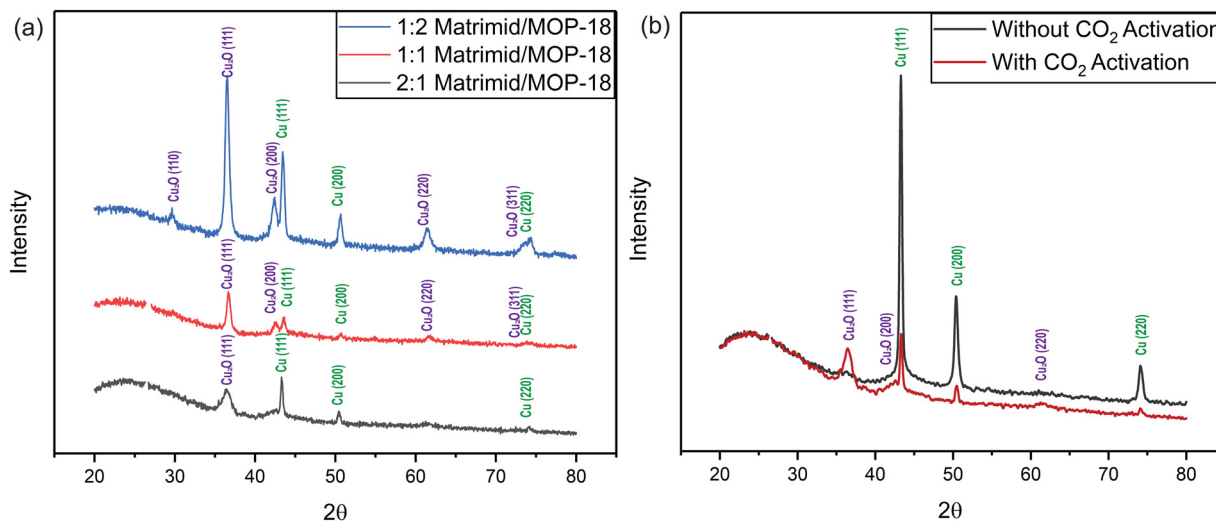 (a)
1:2 Matrimid/MOP-18
1:1 Matrimid/MOP-18
2:1 Matrimid/MOP-18
Cu₂O (110)
Cu₂O (111)
Cu₂O (200)
Cu (111)
Cu (200)
Cu₂O (220)
Cu₂O (311)
Cu (220)
Cu₂O (111)
Cu₂O (200)
Cu (111)
Cu (200)
Cu₂O (220)
Cu₂O (311)
Cu (220)
Cu₂O (111)
Cu (111)
Cu (200)
Cu (220)
Intensity
20 30 40 50 60 70 80
2θ
(b)
Without CO₂ Activation
With CO₂ Activation
Cu₂O (111)
Cu₂O (200)
Cu (111)
Cu (200)
Cu₂O (220)
Cu (220)
Intensity
20 30 40 50 60 70 80
2θ